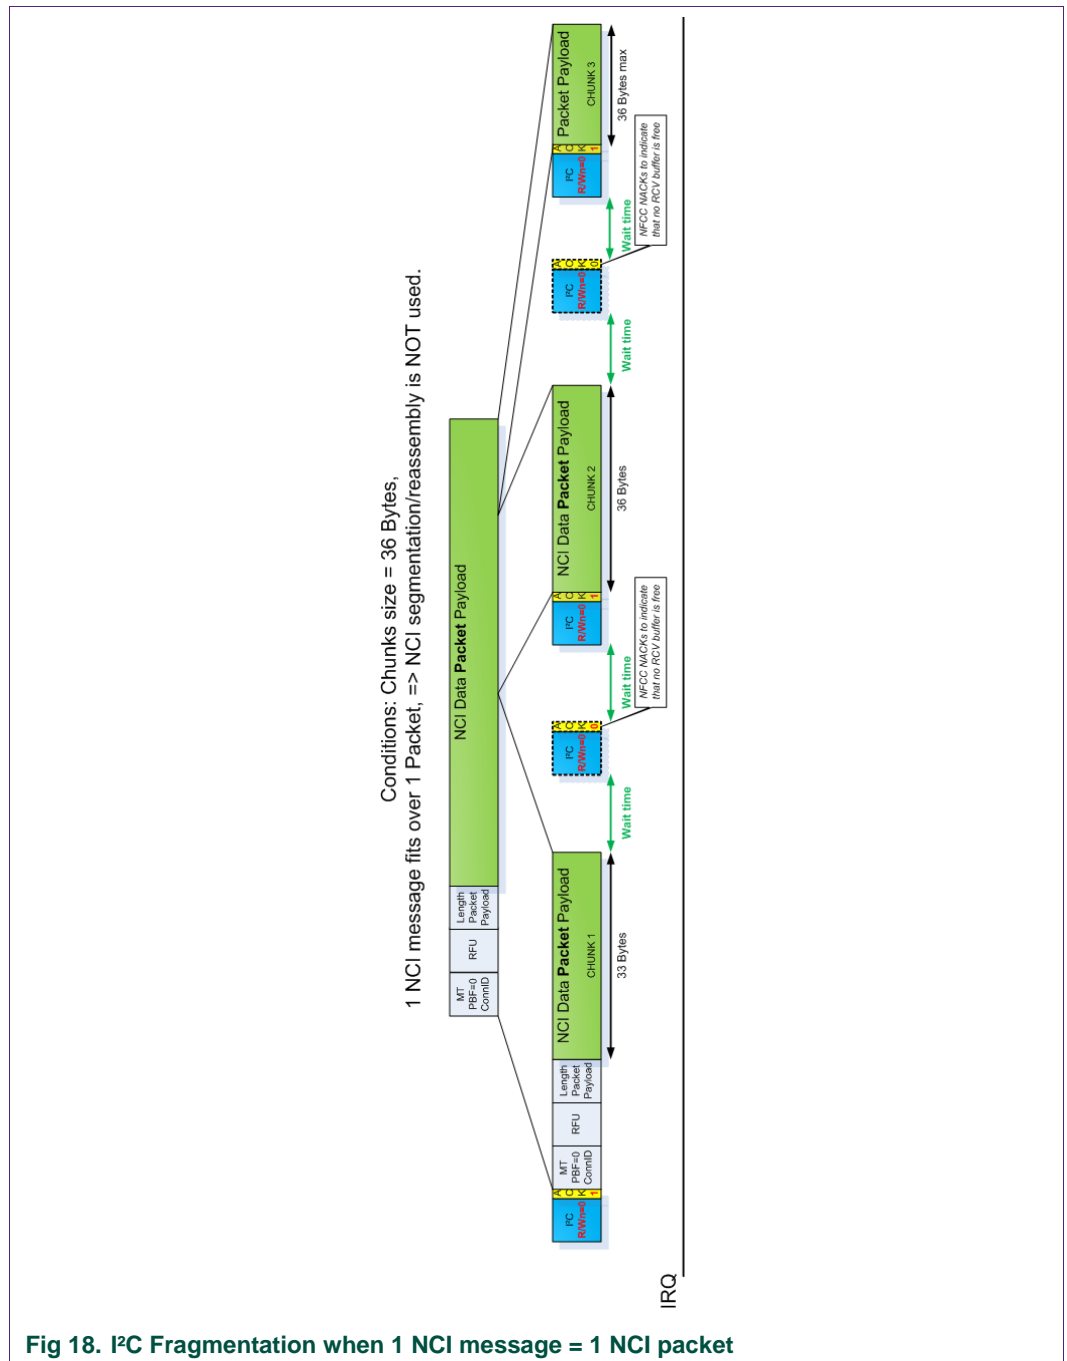 Conditions: Chunks size = 36 Bytes,
1 NCI message fits over 1 Packet, => NCI segmentation/reassembly is NOT used.
MT
PBF=0
ConnID
RFU
Length
Packet
Payload
NCI Data Packet Payload
I²C
R/Wn=0
A
C
K
1
MT
PBF=0
ConnID
RFU
Length
Packet
Payload
NCI Data Packet Payload
CHUNK 1
33 Bytes
Wait time
I²C
R/Wn=0
A
C
K
0
NFCC NACKs to indicate
that no RCV buffer is free
Wait time
I²C
R/Wn=0
A
C
K
1
NCI Data Packet Payload
CHUNK 2
36 Bytes
Wait time
I²C
R/Wn=0
A
C
K
0
NFCC NACKs to indicate
that no RCV buffer is free
Wait time
I²C
R/Wn=0
A
C
K
1
Packet Payload
CHUNK 3
36 Bytes max
IRQ
Fig 18. I²C Fragmentation when 1 NCI message = 1 NCI packet